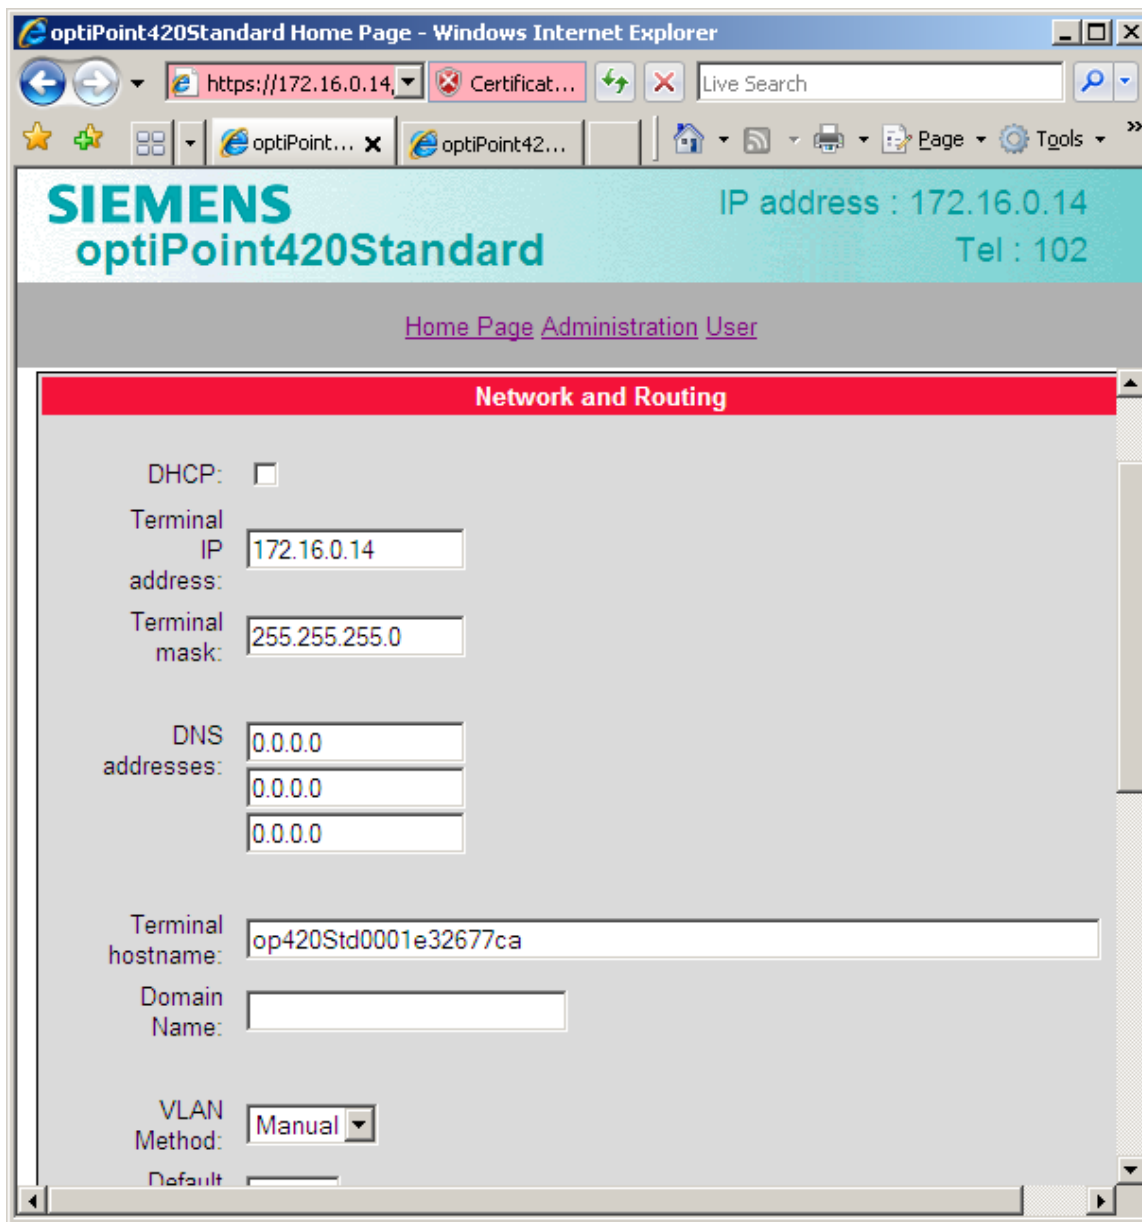 optiPoint420Standard Home Page - Windows Internet Explorer
https://172.16.0.14, Certificat... Live Search
optiPoint... optiPoint42... Page Tools »
SIEMENS
optiPoint420Standard
IP address : 172.16.0.14
Tel : 102
Home Page Administration User
Network and Routing
DHCP:
Terminal
IP
address:
172.16.0.14
Terminal
mask:
255.255.255.0
DNS
addresses:
0.0.0.0
0.0.0.0
0.0.0.0
Terminal
hostname:
op420Std0001e32677ca
Domain
Name:
VLAN
Method:
Manual
Default